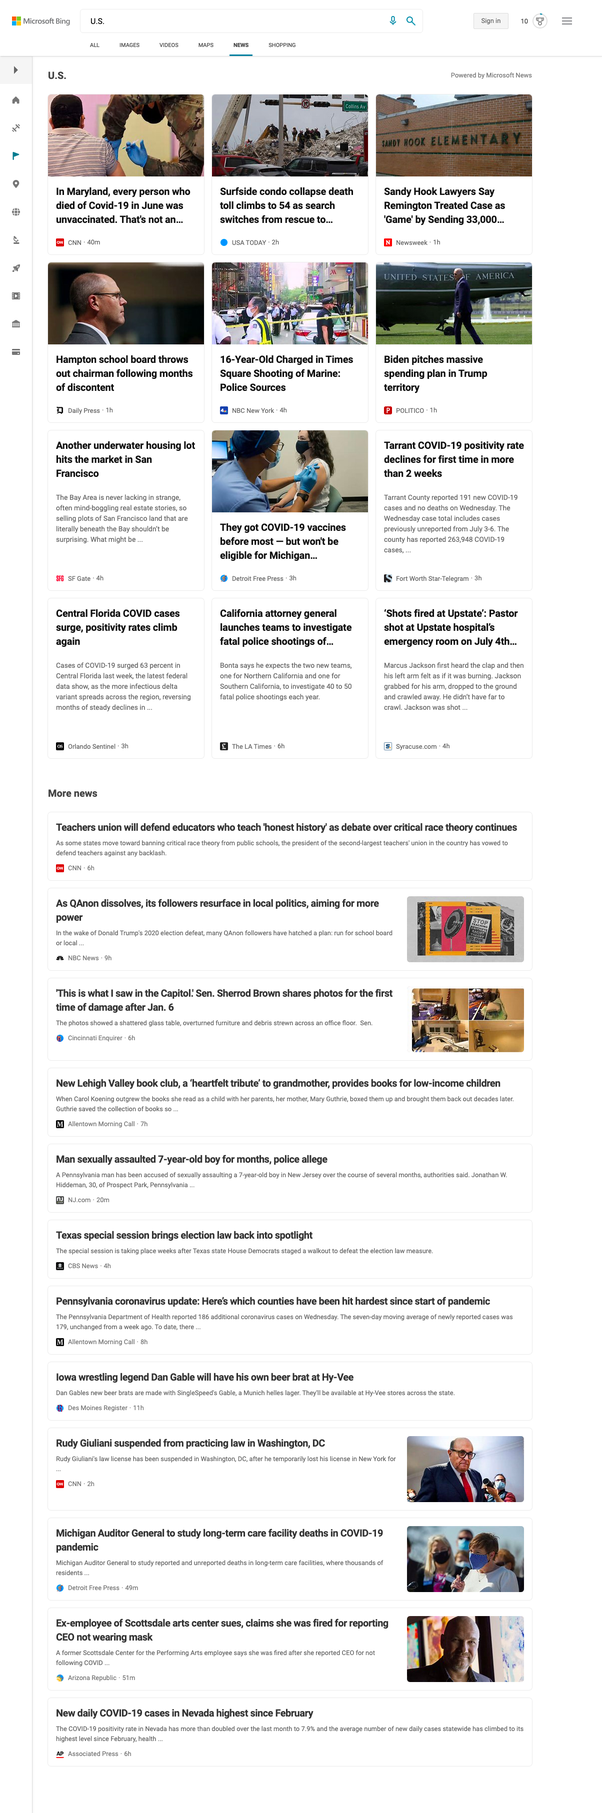 Microsoft Bing
U.S.
Sign in
10
ALL
IMAGES
VIDEOS
MAPS
NEWS
SHOPPING
U.S.
Powered by Microsoft News
In Maryland, every person who
died of Covid-19 in June was
unvaccinated. That's not an...
CNN · 40m
Collins Av
Surfside condo collapse death
toll climbs to 54 as search
switches from rescue to...
USA TODAY · 2h
SANDY HOOK ELEMENTARY
Sandy Hook Lawyers Say
Remington Treated Case as
'Game' by Sending 33,000...
Newsweek · 1h
Hampton school board throws
out chairman following months
of discontent
Daily Press · 1h
16-Year-Old Charged in Times
Square Shooting of Marine:
Police Sources
NBC New York · 4h
UNITED STATES OF AMERICA
Biden pitches massive
spending plan in Trump
territory
POLITICO · 1h
Another underwater housing lot
hits the market in San
Francisco
The Bay Area is never lacking in strange,
often mind-boggling real estate stories, so
selling plots of San Francisco land that are
literally beneath the Bay shouldn't be
surprising. What might be ...
SF Gate · 4h
They got COVID-19 vaccines
before most — but won't be
eligible for Michigan...
Detroit Free Press · 3h
Tarrant COVID-19 positivity rate
declines for first time in more
than 2 weeks
Tarrant County reported 191 new COVID-19
cases and no deaths on Wednesday. The
Wednesday case total includes cases
previously unreported from July 3-6. The
county has reported 263,948 COVID-19
cases, ...
Fort Worth Star-Telegram · 3h
Central Florida COVID cases
surge, positivity rates climb
again
Cases of COVID-19 surged 63 percent in
Central Florida last week, the latest federal
data show, as the more infectious delta
variant spreads across the region, reversing
months of steady declines in ...
Orlando Sentinel · 3h
California attorney general
launches teams to investigate
fatal police shootings of...
Bonta says he expects the two new teams,
one for Northern California and one for
Southern California, to investigate 40 to 50
fatal police shootings each year.
The LA Times · 6h
'Shots fired at Upstate': Pastor
shot at Upstate hospital's
emergency room on July 4th...
Marcus Jackson first heard the clap and then
his left arm felt as if it was burning. Jackson
grabbed for his arm, dropped to the ground
and crawled away. He didn't have far to
crawl. Jackson was shot ...
Syracuse.com · 4h
More news
Teachers union will defend educators who teach 'honest history' as debate over critical race theory continues
As some states move toward banning critical race theory from public schools, the president of the second-largest teachers' union in the country has vowed to
defend teachers against any backlash.
CNN · 6h
As QAnon dissolves, its followers resurface in local politics, aiming for more
power
In the wake of Donald Trump's 2020 election defeat, many QAnon followers have hatched a plan: run for school board
or local ...
NBC News · 9h
'This is what I saw in the Capitol.' Sen. Sherrod Brown shares photos for the first
time of damage after Jan. 6
The photos showed a shattered glass table, overturned furniture and debris strewn across an office floor. Sen.
Cincinnati Enquirer · 6h
New Lehigh Valley book club, a 'heartfelt tribute' to grandmother, provides books for low-income children
When Carol Koening outgrew the books she read as a child with her parents, her mother, Mary Guthrie, boxed them up and brought them back out decades later.
Guthrie saved the collection of books so ...
Allentown Morning Call · 7h
Man sexually assaulted 7-year-old boy for months, police allege
A Pennsylvania man has been accused of sexually assaulting a 7-year-old boy in New Jersey over the course of several months, authorities said. Jonathan W.
Hiddeman, 30, of Prospect Park, Pennsylvania ...
NJ.com · 20m
Texas special session brings election law back into spotlight
The special session is taking place weeks after Texas state House Democrats staged a walkout to defeat the election law measure.
CBS News · 4h
Pennsylvania coronavirus update: Here's which counties have been hit hardest since start of pandemic
The Pennsylvania Department of Health reported 186 additional coronavirus cases on Wednesday. The seven-day moving average of newly reported cases was
179, unchanged from a week ago. To date, there ...
Allentown Morning Call · 8h
Iowa wrestling legend Dan Gable will have his own beer brat at Hy-Vee
Dan Gables new beer brats are made with SingleSpeed's Gable, a Munich helles lager. They'll be available at Hy-Vee stores across the state.
Des Moines Register · 11h
Rudy Giuliani suspended from practicing law in Washington, DC
Rudy Giuliani's law license has been suspended in Washington, DC, after he temporarily lost his license in New York for
...
CNN · 2h
Michigan Auditor General to study long-term care facility deaths in COVID-19
pandemic
Michigan Auditor General to study reported and unreported deaths in long-term care facilities, where thousands of
residents ...
Detroit Free Press · 49m
Ex-employee of Scottsdale arts center sues, claims she was fired for reporting
CEO not wearing mask
A former Scottsdale Center for the Performing Arts employee says she was fired after she reported CEO for not
following COVID ...
Arizona Republic · 51m
New daily COVID-19 cases in Nevada highest since February
The COVID-19 positivity rate in Nevada has more than doubled over the last month to 7.9% and the average number of new daily cases statewide has climbed to its
highest level since February, health ...
Associated Press · 6h